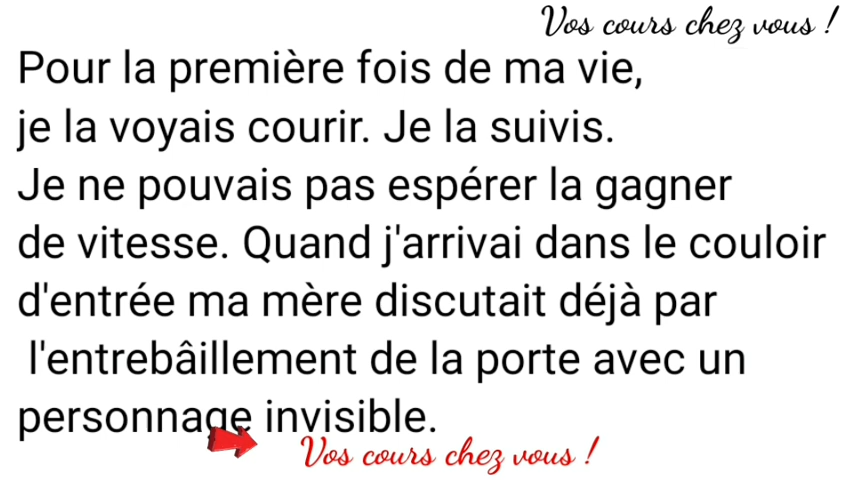 Vos cours chez vous !
Pour la première fois de ma vie,
je la voyais courir. Je la suivis.
Je ne pouvais pas espérer la gagner
de vitesse. Quand j'arrivai dans le couloir
d'entrée ma mère discutait déjà par
l'entrebâillement de la porte avec un
personnage invisible.
Vos cours chez vous !